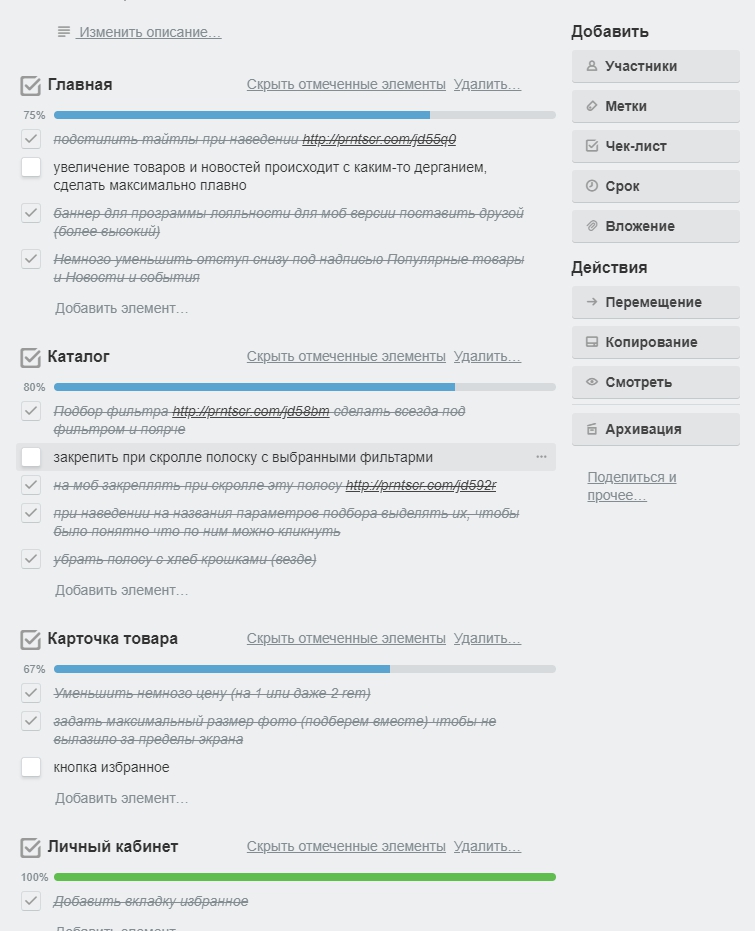 Изменить описание…
Главная
Скрыть отмеченные элементы Удалить…
75%
подстилить тайтлы при наведении http://prntscr.com/jd55q0
увеличение товаров и новостей происходит с каким-то дерганием,
сделать максимально плавно
баннер для программы лояльности для моб версии поставить другой
(более высокий)
Немного уменьшить отступ снизу под надписью Популярные товары
и Новости и события
Добавить элемент…
Каталог
Скрыть отмеченные элементы Удалить…
80%
Подбор фильтра http://prntscr.com/jd58bm сделать всегда под
фильтром и поярче
закрепить при скролле полоску с выбранными фильтарми
на моб закреплять при скролле эту полосу http://prntscr.com/jd592r
при наведении на названия параметров подбора выделять их, чтобы
было понятно что по ним можно кликнуть
убрать полосу с хлеб крошками (везде)
Добавить элемент…
Карточка товара
Скрыть отмеченные элементы Удалить…
67%
Уменьшить немного цену (на 1 или даже 2 rem)
задать максимальный размер фото (подберем вместе) чтобы не
вылазило за пределы экрана
кнопка избранное
Добавить элемент…
Личный кабинет
Скрыть отмеченные элементы Удалить…
100%
Добавить вкладку избранное
Добавить элемент…
Добавить
Участники
Метки
Чек-лист
Срок
Вложение
Действия
Перемещение
Копирование
Смотреть
Архивация
Поделиться и
прочее…